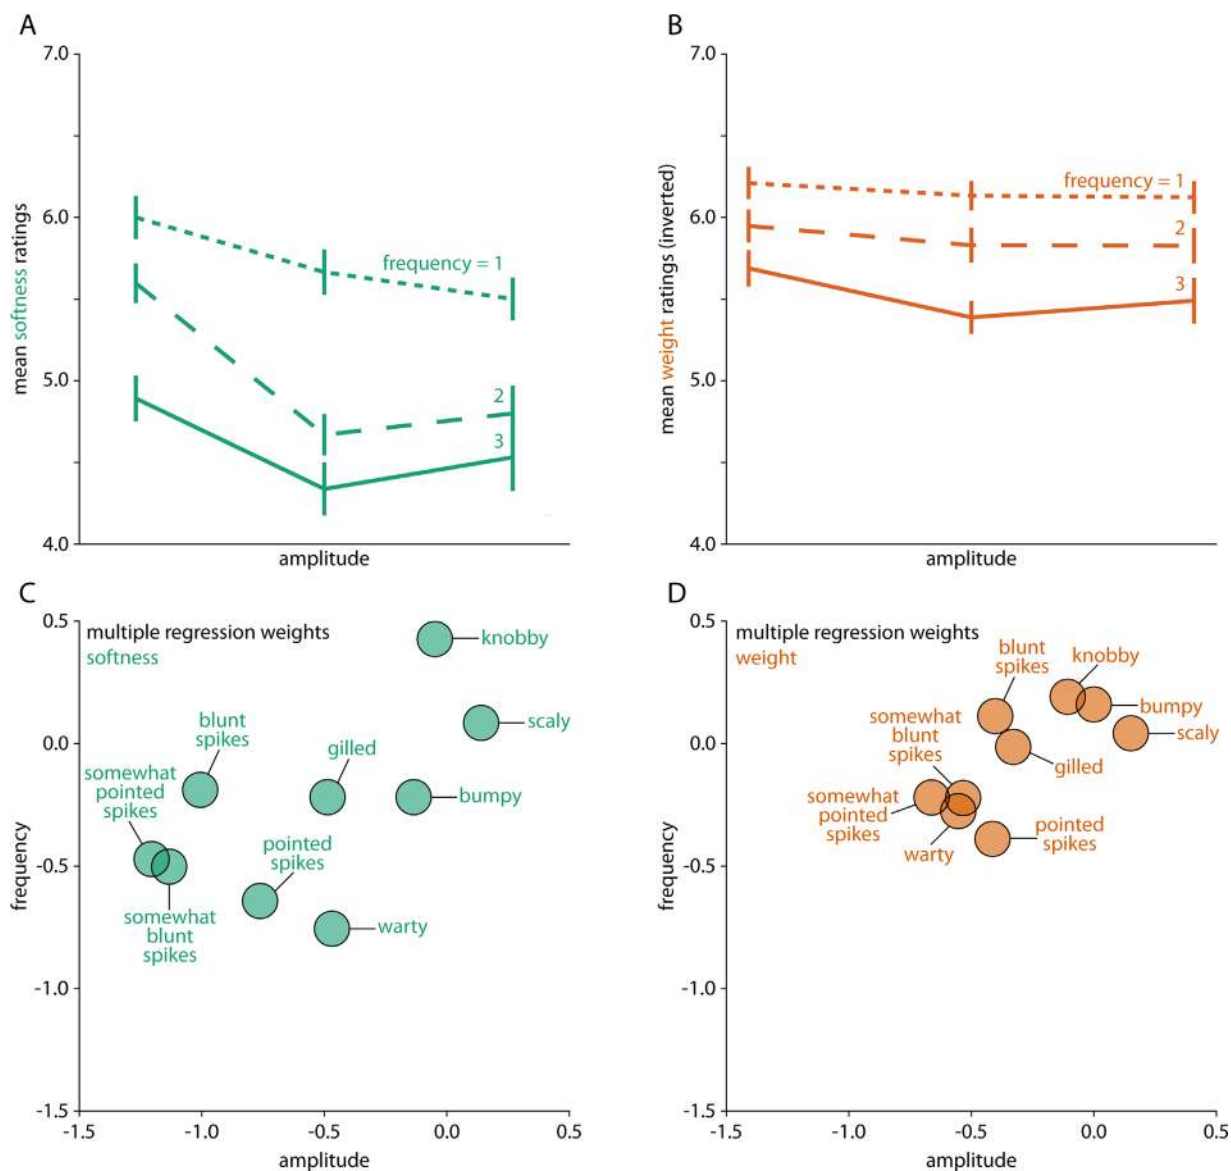 A
7.0
6.0
5.0
4.0
mean softness ratings
frequency = 1
2
3
amplitude
B
7.0
6.0
5.0
4.0
mean weight ratings (inverted)
frequency = 1
2
3
amplitude
C
0.5
0.0
-0.5
-1.0
-1.5
frequency
multiple regression weights
softness
knobby
scaly
blunt
spikes
gilled
somewhat
pointed
spikes
bumpy
pointed
spikes
somewhat
blunt
spikes
warty
-1.5
-1.0
-0.5
0.0
0.5
amplitude
D
0.5
0.0
-0.5
-1.0
-1.5
frequency
multiple regression weights
weight
blunt
spikes
knobby
bumpy
scaly
somewhat
blunt
spikes
gilled
somewhat
pointed
spikes
warty
pointed
spikes
-1.5
-1.0
-0.5
0.0
0.5
amplitude